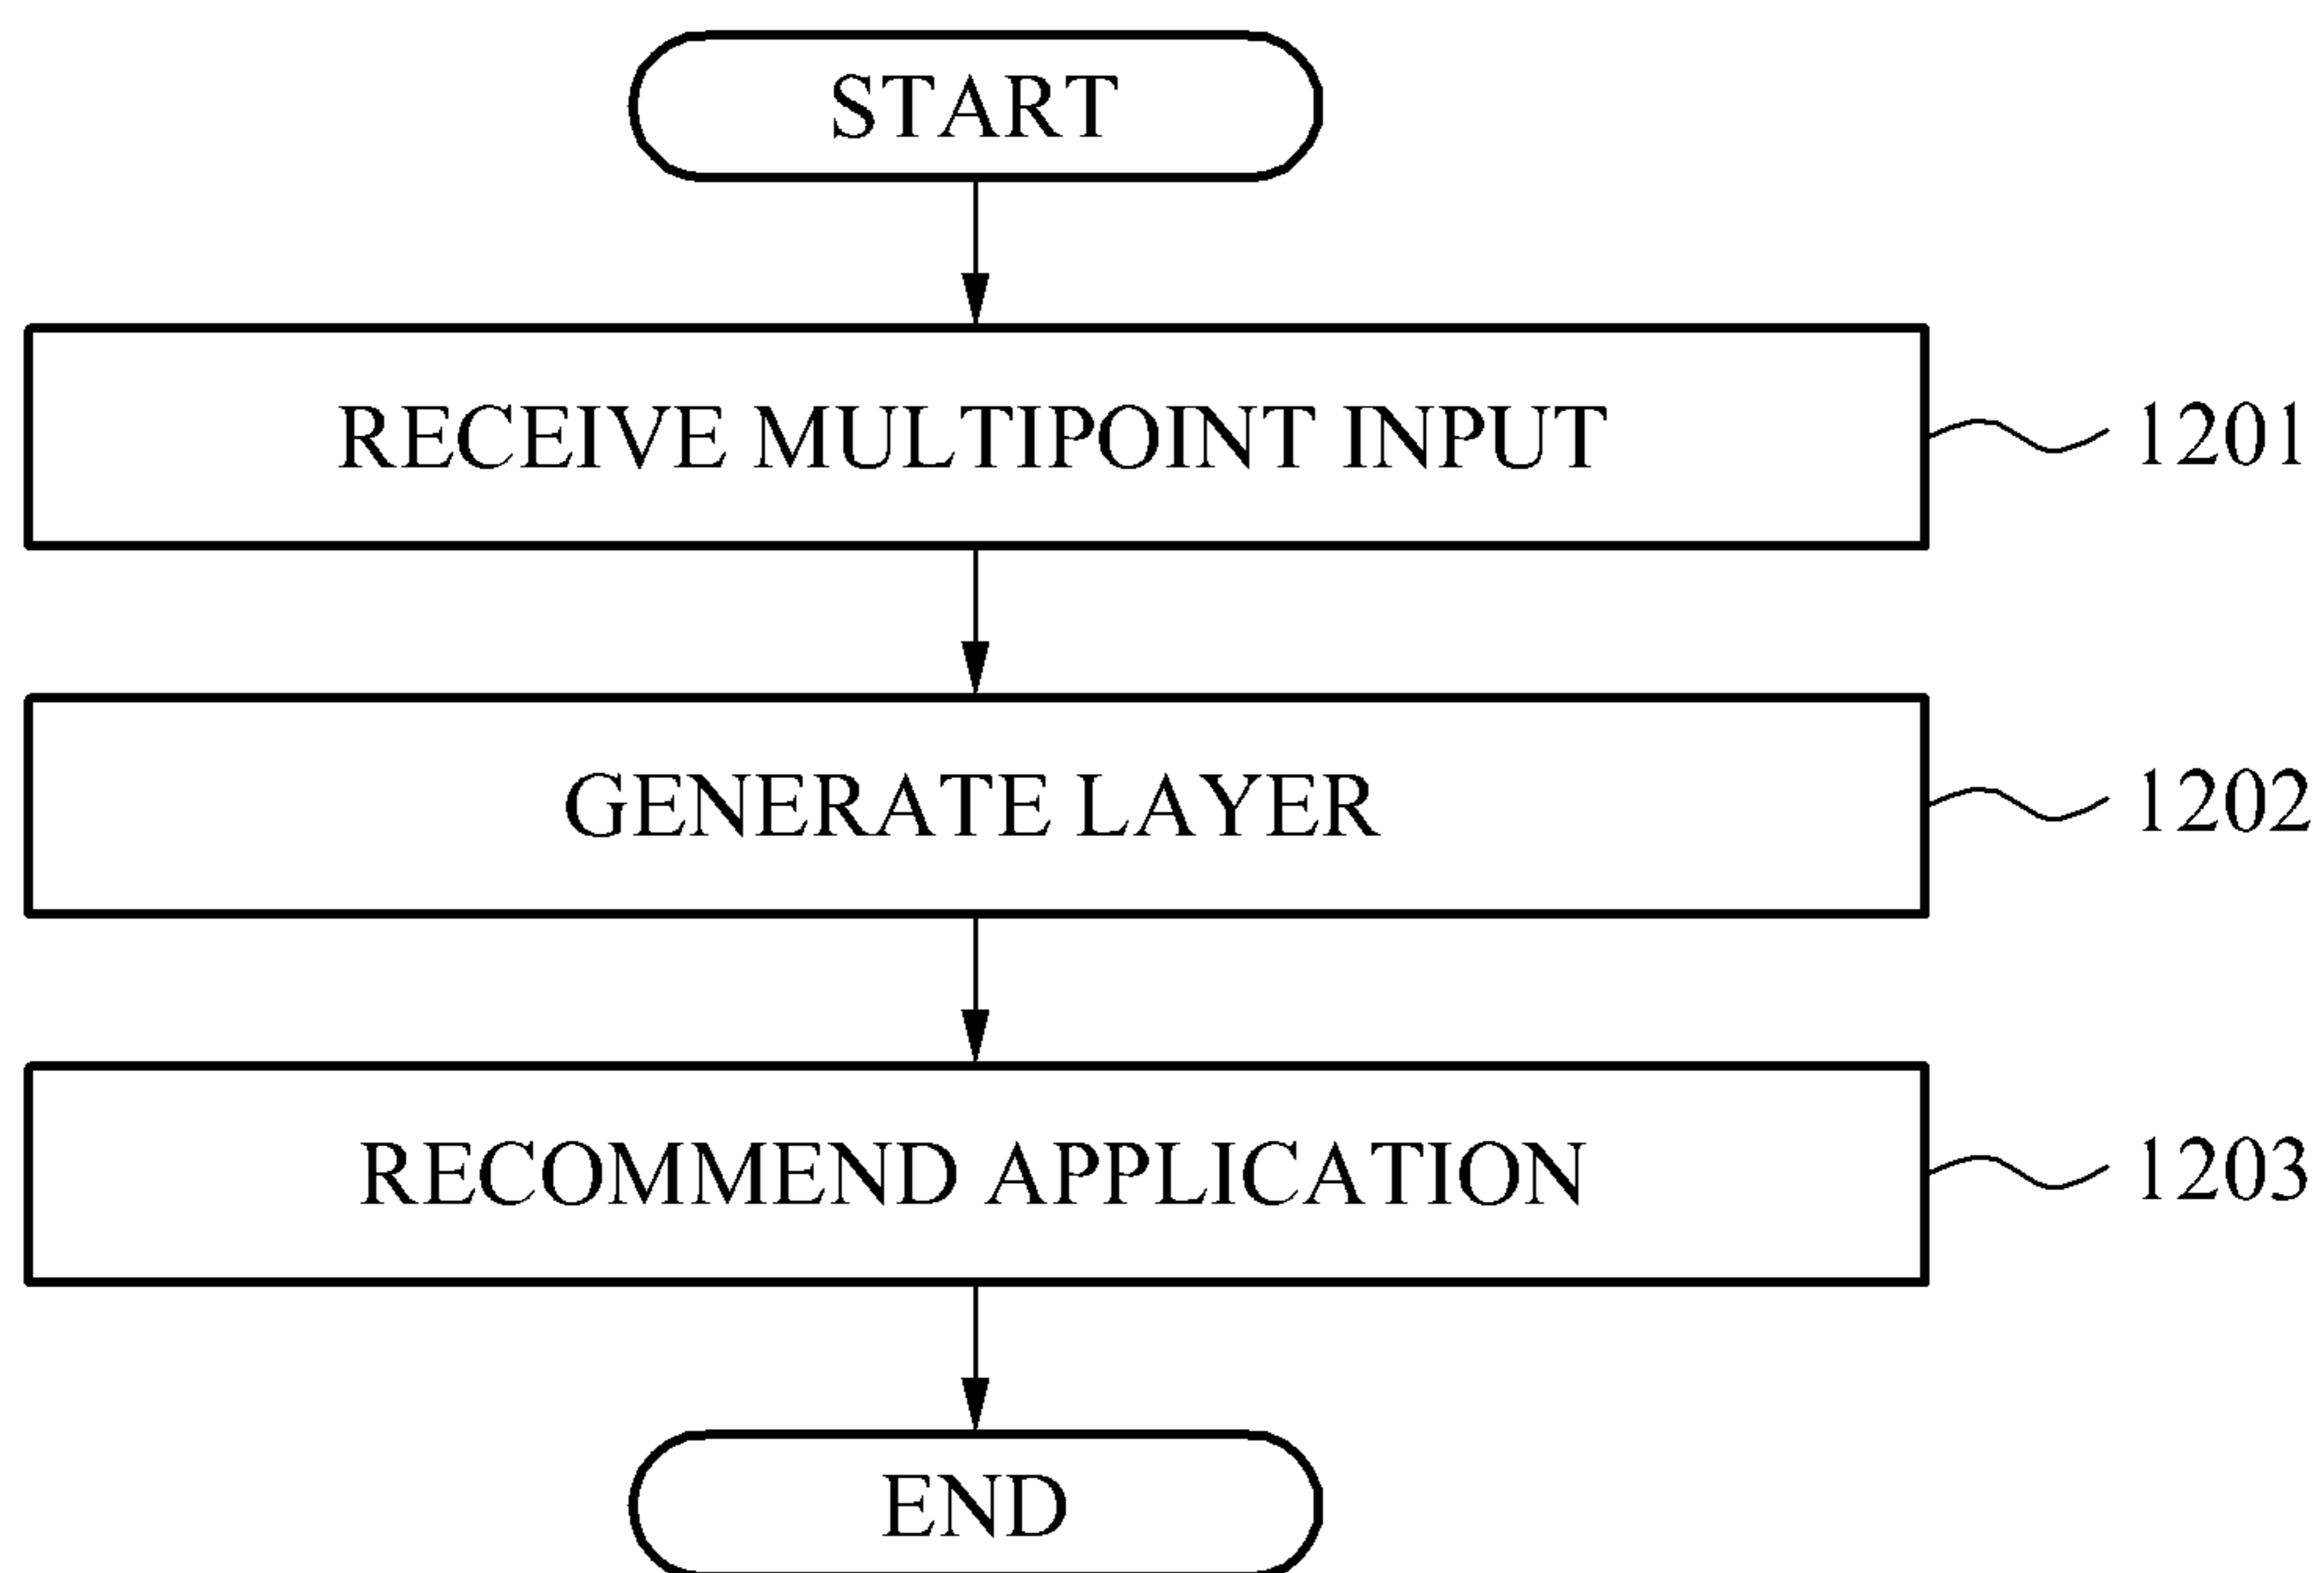 START
RECEIVE MULTIPOINT INPUT
1201
GENERATE LAYER
1202
RECOMMEND APPLICATION
1203
END